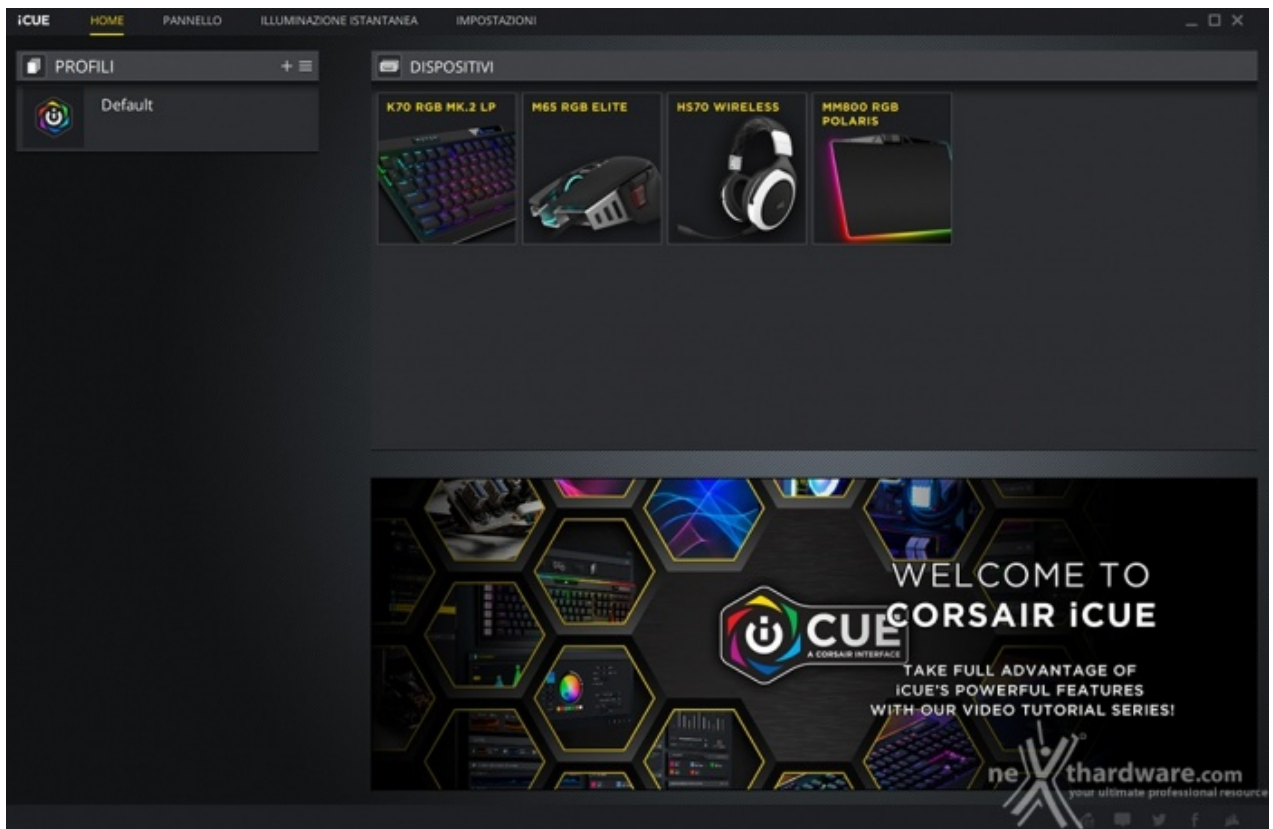 iCUE HOME PANNELLO ILLUMINAZIONE ISTANTANEA IMPOSTAZIONI
PROFILI
Default
DISPOSITIVI
K70 RGB MK.2 LP
M65 RGB ELITE
HS70 WIRELESS
MM800 RGB
POLARIS
WELCOME TO
CORSAIR iCUE
iCUE
A CORSAIR INTERFACE
TAKE FULL ADVANTAGE OF
iCUE'S POWERFUL FEATURES
WITH OUR VIDEO TUTORIAL SERIES!
nexthardware.com
your ultimate professional resource